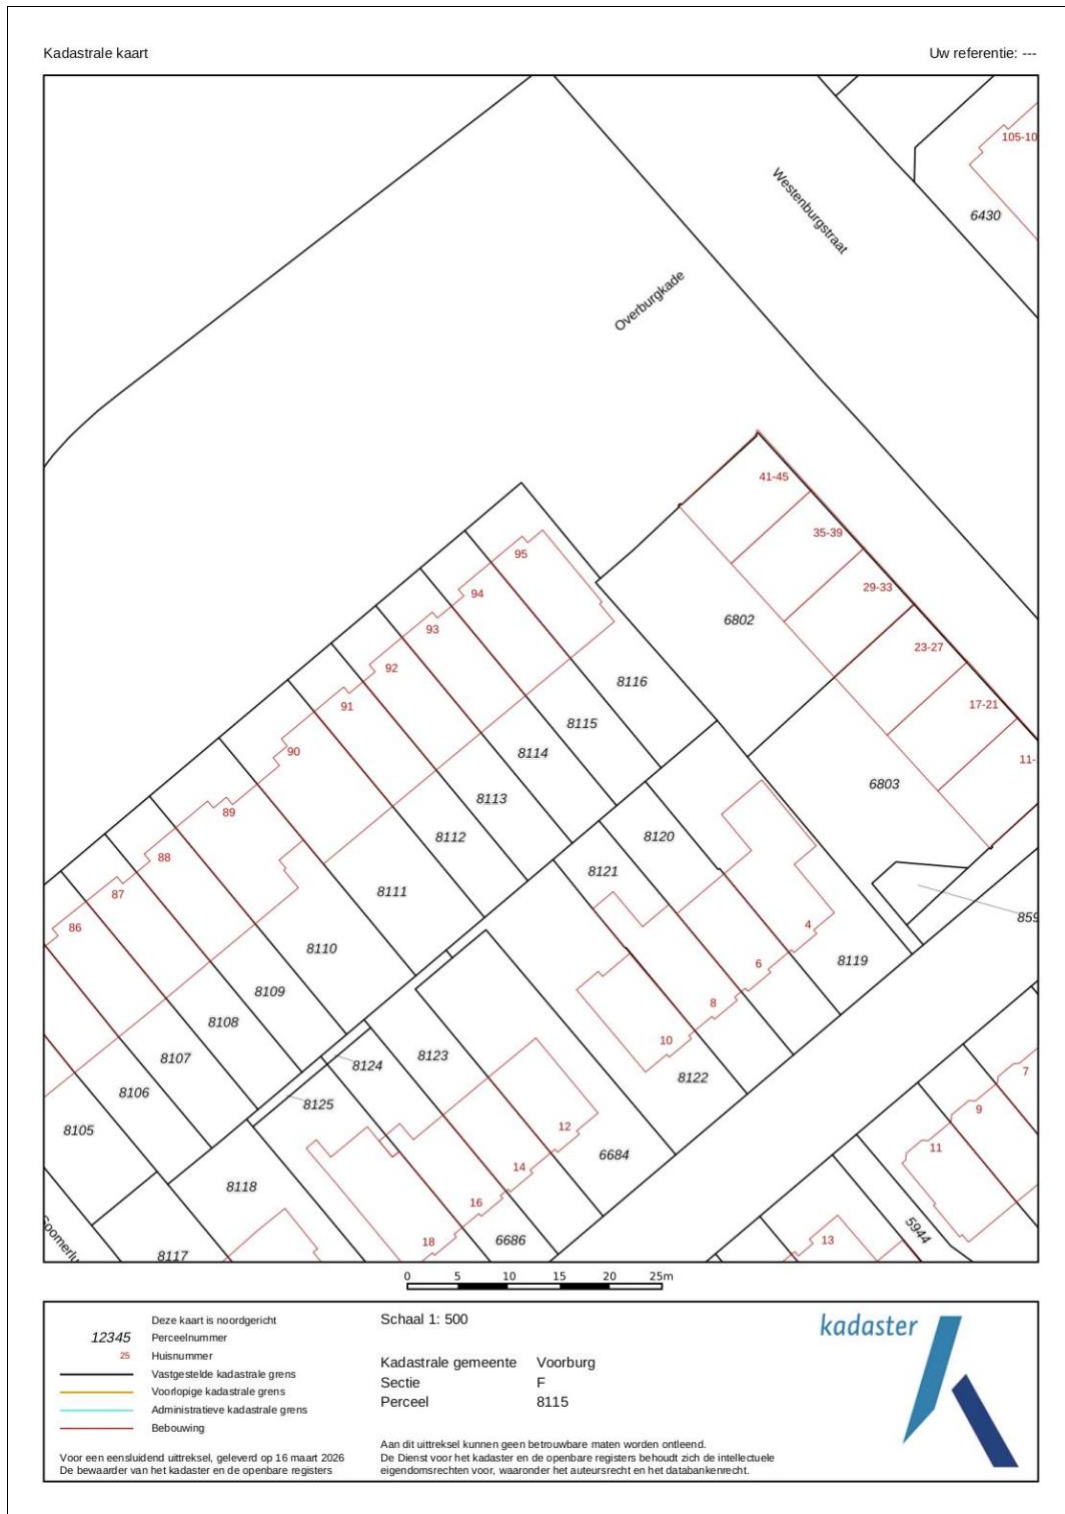 Kadastrale kaart
Uw referentie: ---
105-10
Westenburgstraat
6430
Overburgkade
41-45
35-39
95
29-33
94
6802
93
23-27
92
8116
91
17-21
8115
90
8114
11-
6803
8113
89
8112
8120
88
8121
8111
87
859
4
86
8110
8119
6
8109
8
8108
10
8123
8107
8124
8122
7
8106
8125
9
8105
12
11
6684
14
8118
16
5944
6686
18
13
8117
0 5 10 15 20 25m
Deze kaart is noordgericht
12345 Perceelnummer
25 Huisnummer
Vastgestelde kadastrale grens
Voorlopige kadastrale grens
Administratieve kadastrale grens
Bebouwing
Voor een eensluidend uittreksel, geleverd op 16 maart 2026
De bewaarder van het kadaster en de openbare registers
Schaal 1: 500
Kadastrale gemeente Voorburg
Sectie F
Perceel 8115
Aan dit uittreksel kunnen geen betrouwbare maten worden ontleend.
De Dienst voor het kadaster en de openbare registers behoudt zich de intellectuele
eigendomsrechten voor, waaronder het auteursrecht en het databankenrecht.
kadaster